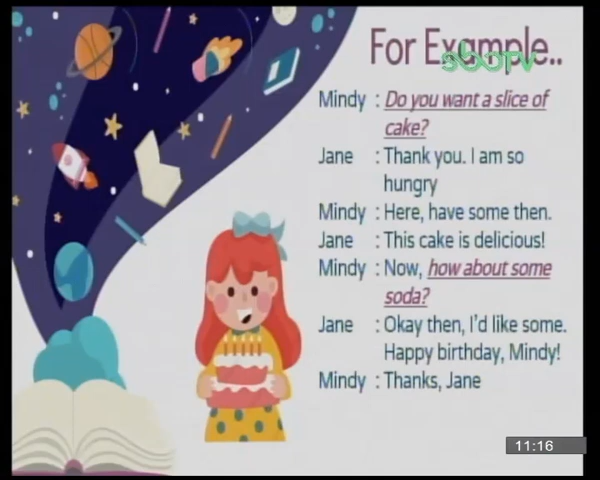 For Example..
SBOTV
Mindy : Do you want a slice of
cake?
Jane : Thank you. I am so
hungry
Mindy : Here, have some then.
Jane : This cake is delicious!
Mindy : Now, how about some
soda?
Jane : Okay then, I'd like some.
Happy birthday, Mindy!
Mindy : Thanks, Jane
11:16